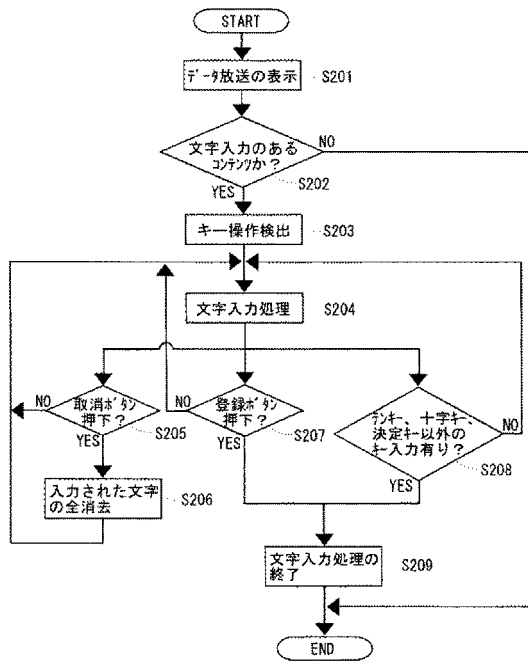 START
ﾃﾞｰﾀ放送の表示
S201
文字入力のある
ｺﾝﾃﾝﾂか？
NO
S202
YES
キー操作検出
S203
文字入力処理
S204
NO
取消ﾎﾞﾀﾝ
押下？
S205
YES
NO
登録ﾎﾞﾀﾝ
押下？
S207
YES
ﾃﾝｷｰ、十字ｷｰ、
決定ｷｰ以外の
ｷｰ入力有り？
NO
S208
YES
入力された文字
の全消去
S206
文字入力処理の
終了
S209
END